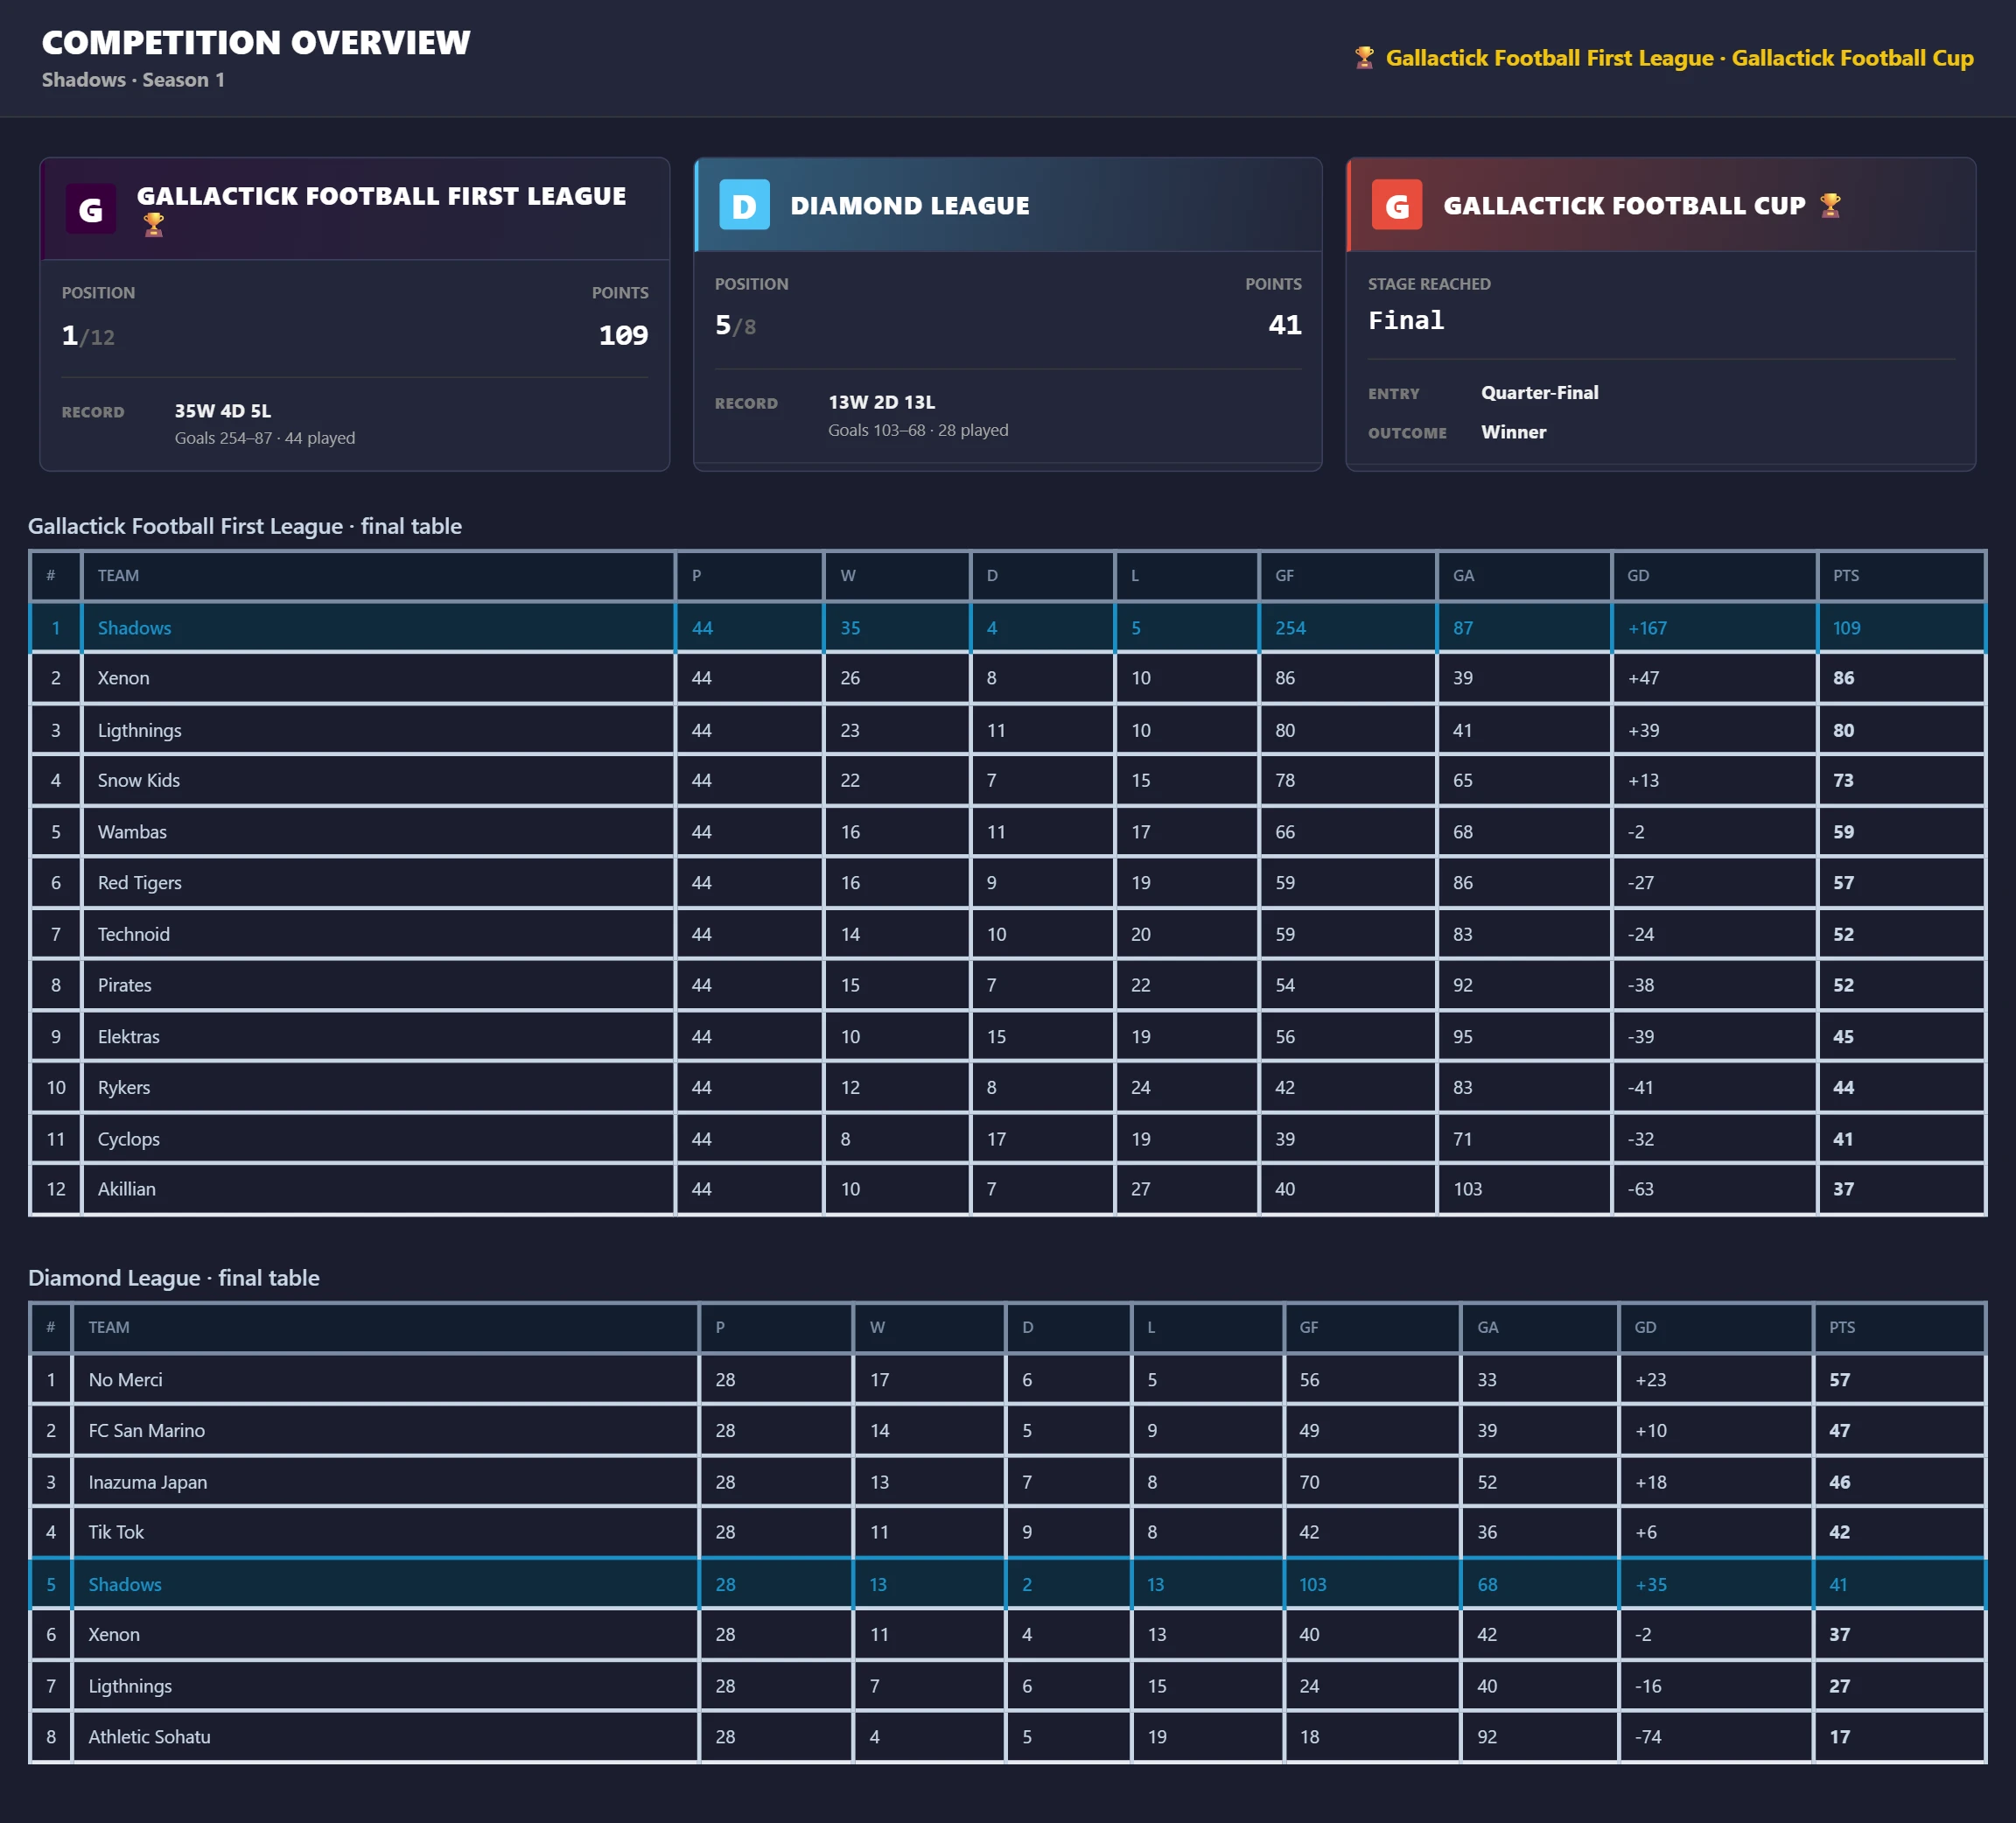 COMPETITION OVERVIEW
Shadows · Season 1
🏆 Gallactick Football First League · Gallactick Football Cup
G GALLACTICK FOOTBALL FIRST LEAGUE 🏆
POSITION POINTS
1/12 109
RECORD 35W 4D 5L
Goals 254–87 · 44 played
D DIAMOND LEAGUE
POSITION POINTS
5/8 41
RECORD 13W 2D 13L
Goals 103–68 · 28 played
G GALLACTICK FOOTBALL CUP 🏆
STAGE REACHED
Final
ENTRY Quarter-Final
OUTCOME Winner
Gallactick Football First League · final table
# TEAM P W D L GF GA GD PTS
1 Shadows 44 35 4 5 254 87 +167 109
2 Xenon 44 26 8 10 86 39 +47 86
3 Ligthnings 44 23 11 10 80 41 +39 80
4 Snow Kids 44 22 7 15 78 65 +13 73
5 Wambas 44 16 11 17 66 68 -2 59
6 Red Tigers 44 16 9 19 59 86 -27 57
7 Technoid 44 14 10 20 59 83 -24 52
8 Pirates 44 15 7 22 54 92 -38 52
9 Elektras 44 10 15 19 56 95 -39 45
10 Rykers 44 12 8 24 42 83 -41 44
11 Cyclops 44 8 17 19 39 71 -32 41
12 Akillian 44 10 7 27 40 103 -63 37
Diamond League · final table
# TEAM P W D L GF GA GD PTS
1 No Merci 28 17 6 5 56 33 +23 57
2 FC San Marino 28 14 5 9 49 39 +10 47
3 Inazuma Japan 28 13 7 8 70 52 +18 46
4 Tik Tok 28 11 9 8 42 36 +6 42
5 Shadows 28 13 2 13 103 68 +35 41
6 Xenon 28 11 4 13 40 42 -2 37
7 Ligthnings 28 7 6 15 24 40 -16 27
8 Athletic Sohatu 28 4 5 19 18 92 -74 17